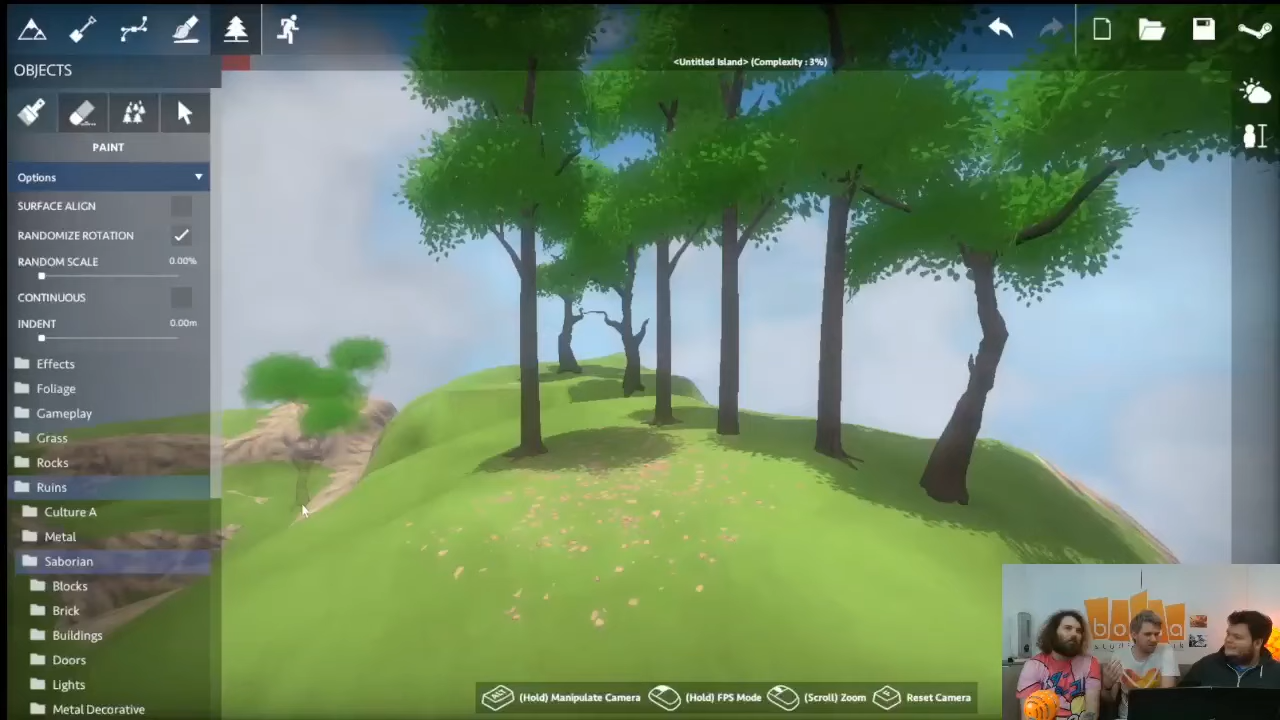 <Untitled Island> (Complexity : 3%)
OBJECTS
PAINT
Options
SURFACE ALIGN
RANDOMIZE ROTATION
RANDOM SCALE 0.00%
CONTINUOUS
INDENT 0.00m
Effects
Foliage
Gameplay
Grass
Rocks
Ruins
Culture A
Metal
Saborian
Blocks
Brick
Buildings
Doors
Lights
Metal Decorative
(Hold) Manipulate Camera (Hold) FPS Mode (Scroll) Zoom Reset Camera